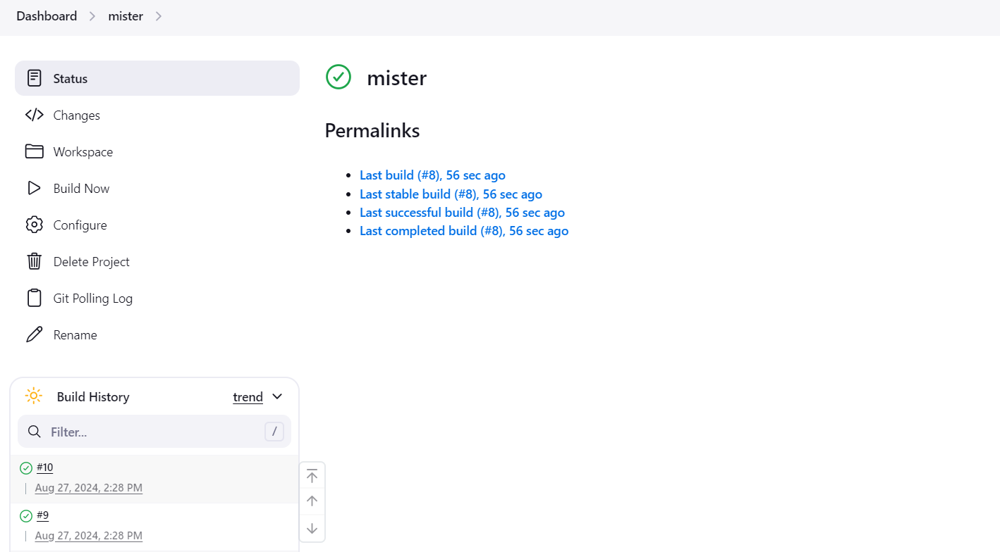 Dashboard > mister >
Status
Changes
Workspace
Build Now
Configure
Delete Project
Git Polling Log
Rename
mister
Permalinks
• Last build (#8), 56 sec ago
• Last stable build (#8), 56 sec ago
• Last successful build (#8), 56 sec ago
• Last completed build (#8), 56 sec ago
Build History trend
Filter... /
#10
Aug 27, 2024, 2:28 PM
#9
Aug 27, 2024, 2:28 PM